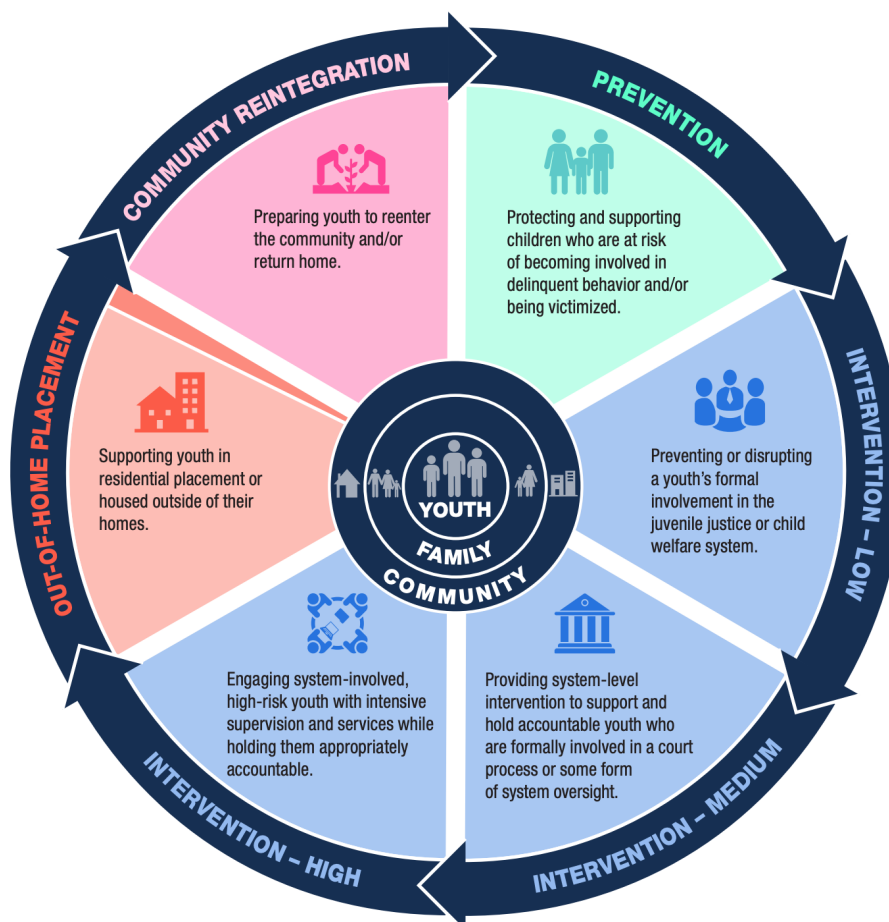 PREVENTION
Protecting and supporting
children who are at risk
of becoming involved in
delinquent behavior and/or
being victimized.
INTERVENTION – LOW
Preventing or disrupting
a youth’s formal
involvement in the
juvenile justice or child
welfare system.
INTERVENTION – MEDIUM
Providing system-level
intervention to support and
hold accountable youth who
are formally involved in a court
process or some form
of system oversight.
INTERVENTION – HIGH
Engaging system-involved,
high-risk youth with intensive
supervision and services while
holding them appropriately
accountable.
OUT-OF-HOME PLACEMENT
Supporting youth in
residential placement or
housed outside of their
homes.
COMMUNITY REINTEGRATION
Preparing youth to reenter
the community and/or
return home.
YOUTH
FAMILY
COMMUNITY